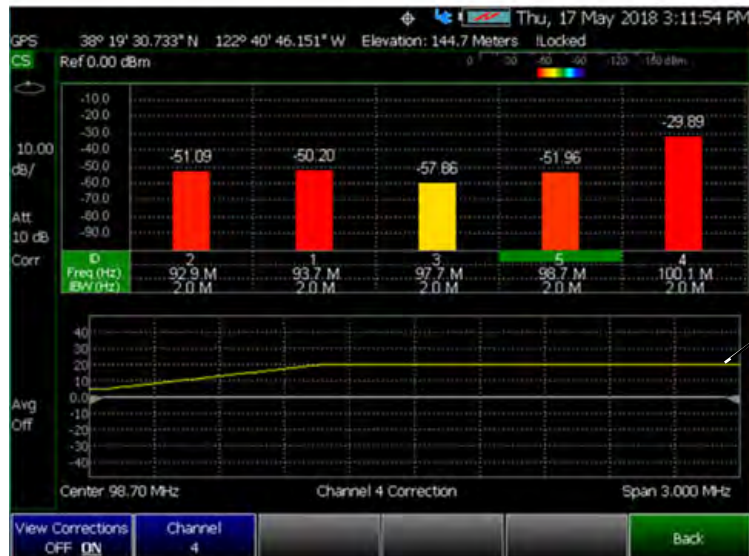 Thu, 17 May 2018 3:11:54 PM
GPS 38º 19' 30.733" N 122º 40' 46.151" W Elevation: 144.7 Meters !Locked
CS Ref 0.00 dBm 0 -30 -60 -90 -120 -150 dBm
-10.0
-20.0
-30.0
10.00 -40.0
dB/ -50.0
-60.0
-70.0
Att -80.0
10 dB -90.0
-51.09 -50.20 -57.86 -51.96 -29.89
Corr ID 2 1 3 5 4
Freq (Hz) 92.9 M 93.7 M 97.7 M 98.7 M 100.1 M
IBW (Hz) 2.0 M 2.0 M 2.0 M 2.0 M 2.0 M
40
30
20
10
Avg 0.0
Off -10
-20
-30
-40
Center 98.70 MHz Channel 4 Correction Span 3.000 MHz
View Corrections Channel
OFF ON 4 Back